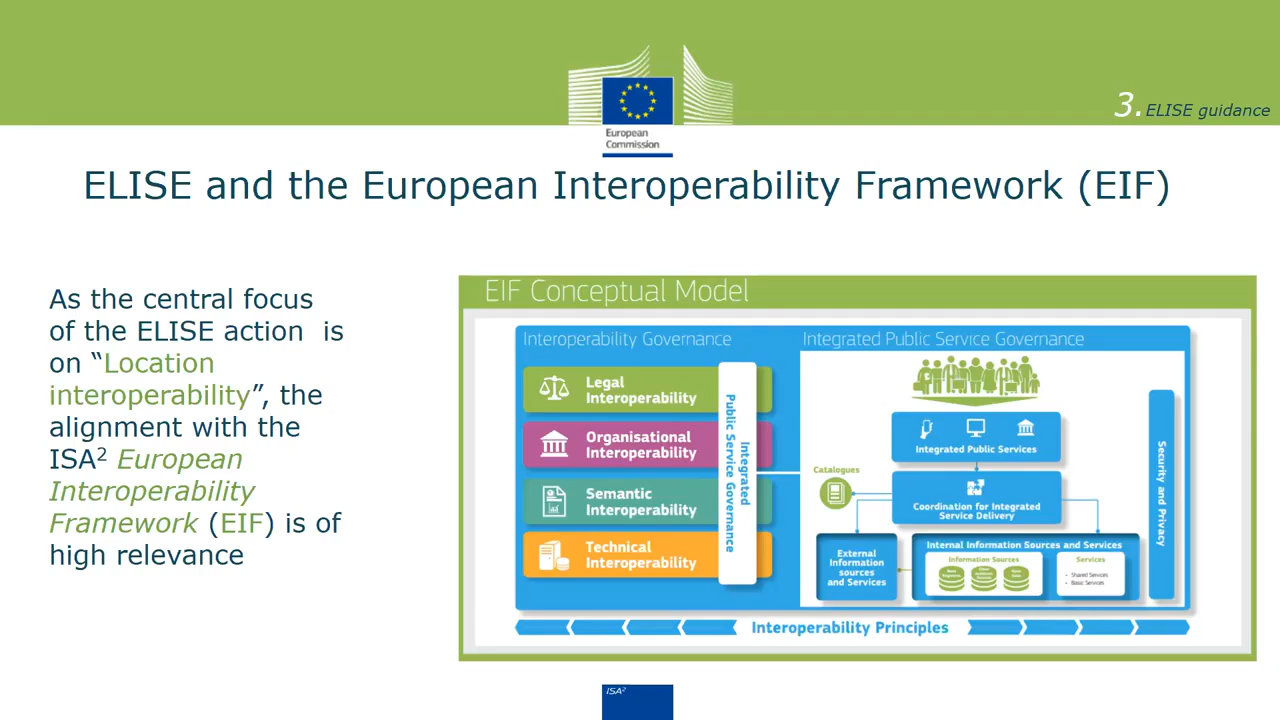 3. ELISE guidance
European
Commission
ELISE and the European Interoperability Framework (EIF)
As the central focus
of the ELISE action is
on “Location
interoperability”, the
alignment with the
ISA² European
Interoperability
Framework (EIF) is of
high relevance
EIF Conceptual Model
Interoperability Governance
Legal
Interoperability
Organisational
Interoperability
Semantic
Interoperability
Technical
Interoperability
Integrated
Public Service Governance
Integrated Public Service Governance
Integrated Public Services
Catalogues
Coordination for Integrated
Service Delivery
External
Information
sources
and Services
Internal Information Sources and Services
Information Sources
Services
Shared Services
Basic Services
Security and Privacy
Interoperability Principles
ISA²